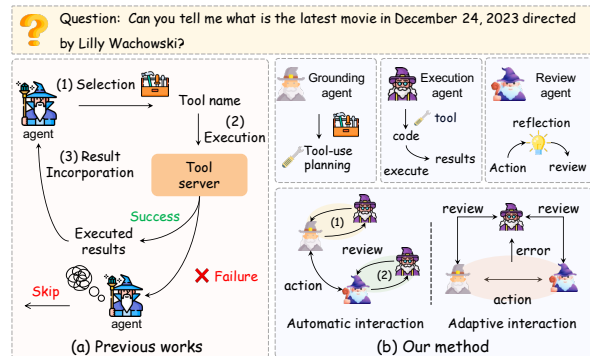 Question: Can you tell me what is the latest movie in December 24, 2023 directed
by Lilly Wachowski?
(1) Selection
agent
Tool name
(2)
Execution
(3) Result
Incorporation
Tool
server
Success
Executed
results
Failure
Skip
agent
(a) Previous works
Grounding
agent
Tool-use
planning
Execution
agent
tool
code
results
execute
Review
agent
reflection
Action
review
(1)
review
(2)
action
Automatic interaction
review
review
error
action
Adaptive interaction
(b) Our method